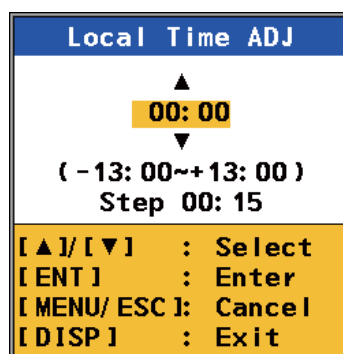 Local Time ADJ
▲
00:00
▼
(-13:00~+13:00)
Step 00:15
[▲]/[▼] : Select
[ENT] : Enter
[MENU/ESC]: Cancel
[DISP] : Exit